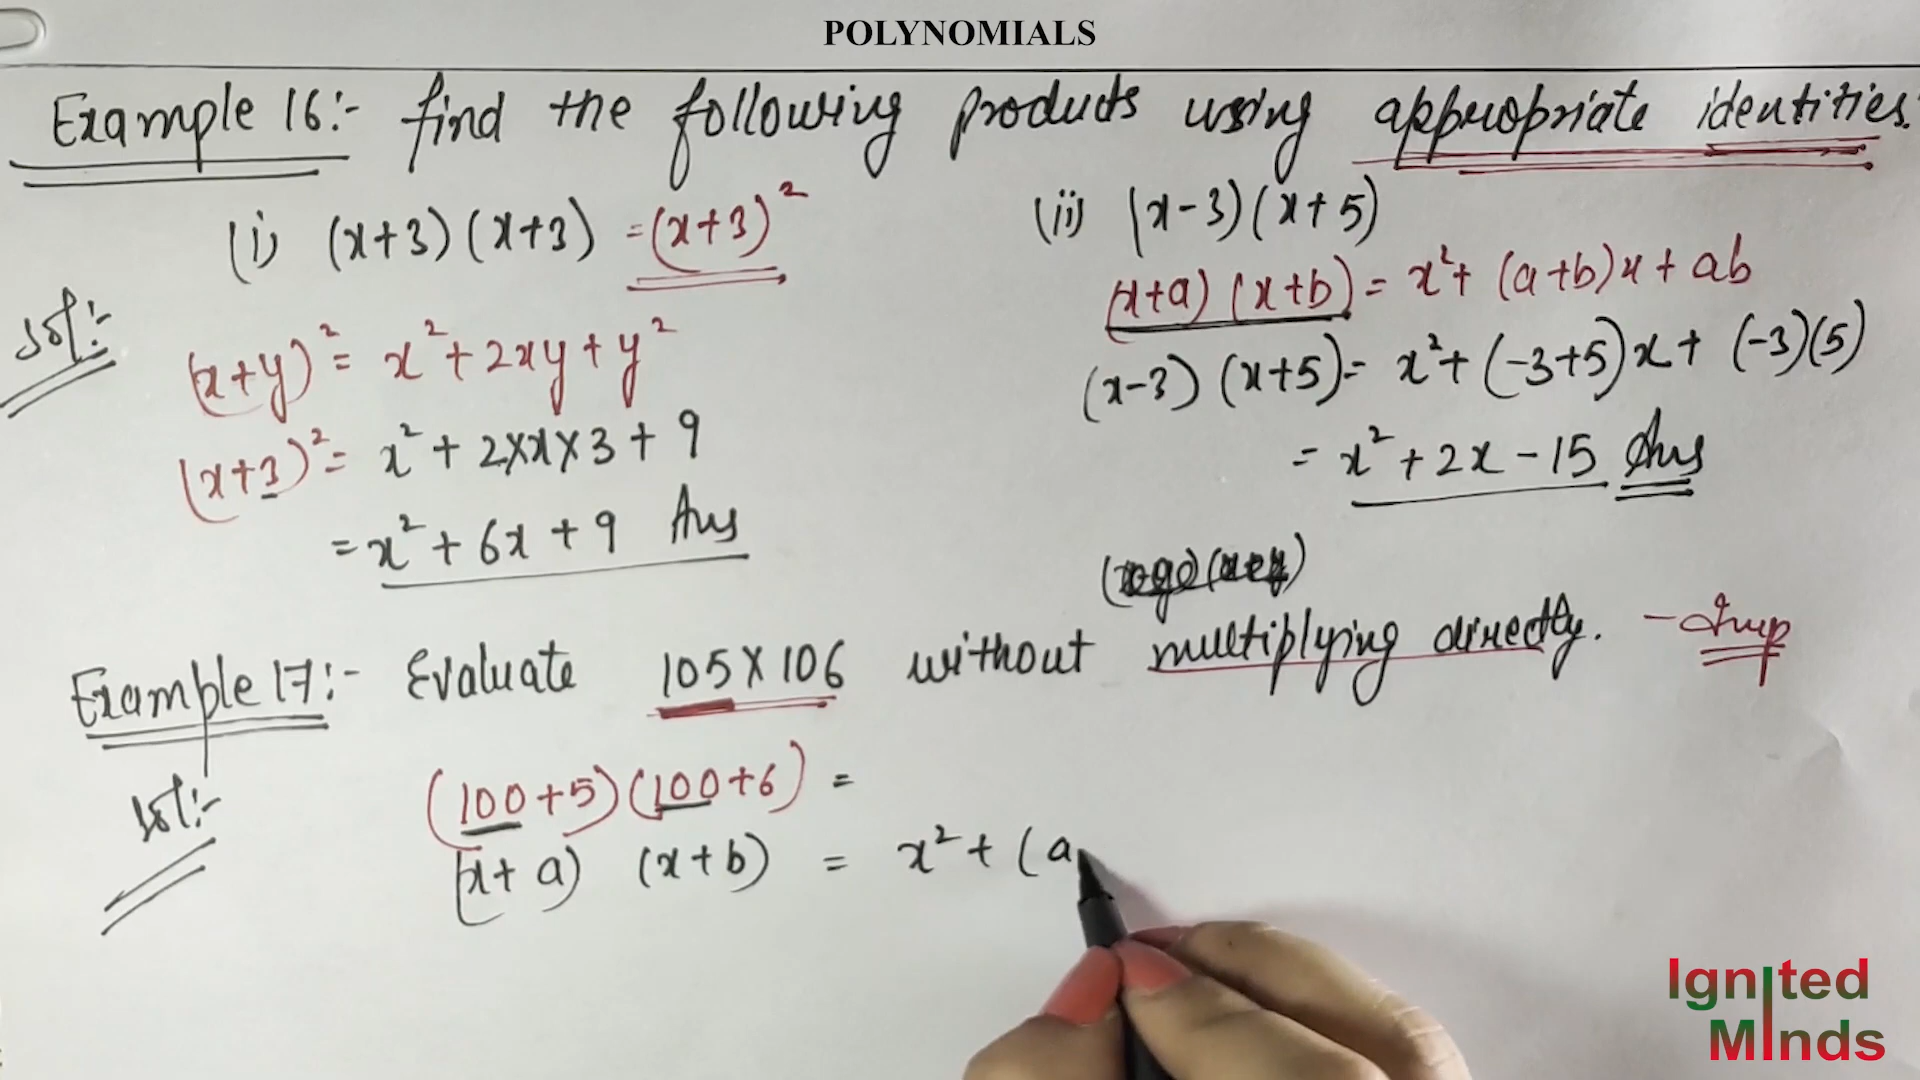 POLYNOMIALS
Example 16:- find the following products using appropriate identities.
(i) (x+3)(x+3) = (x+3)²
Sol:-
(x+y)² = x² + 2xy + y²
(x+3)² = x² + 2×x×3 + 9
= x² + 6x + 9 Ans
(ii) (x-3)(x+5)
(x+a) (x+b) = x² + (a+b)x + ab
(x-3) (x+5) = x² + (-3+5)x + (-3)(5)
= x² + 2x - 15 Ans
Example 17:- Evaluate 105 × 106 without multiplying directly. - Imp
Sol:-
(100+5)(100+6) =
(x+a) (x+b) = x² + (a
Ignited
Minds